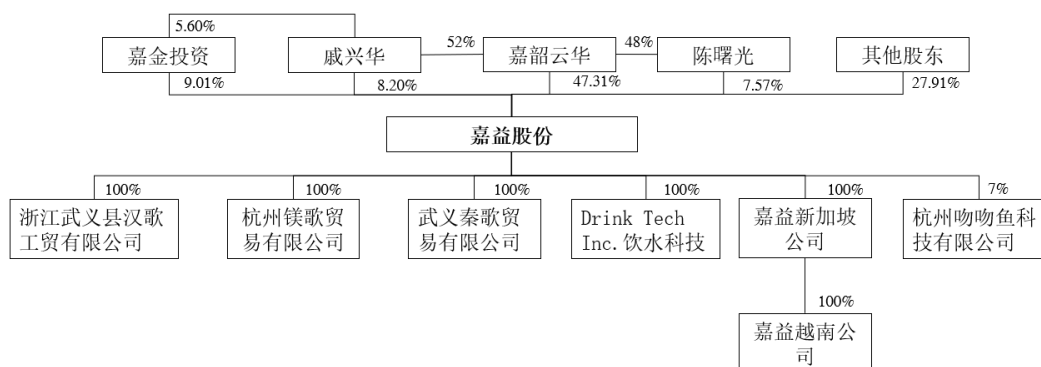 5.60%
嘉金投资
戚兴华
52%
嘉韶云华
48%
陈曙光
其他股东
9.01%
8.20%
47.31%
7.57%
27.91%
嘉益股份
100%
100%
100%
100%
100%
7%
浙江武义县汉歌
工贸有限公司
杭州镁歌贸
易有限公司
武义秦歌贸
易有限公司
Drink Tech
Inc.饮水科技
嘉益新加坡
公司
杭州吻吻鱼科
技有限公司
100%
嘉益越南公
司